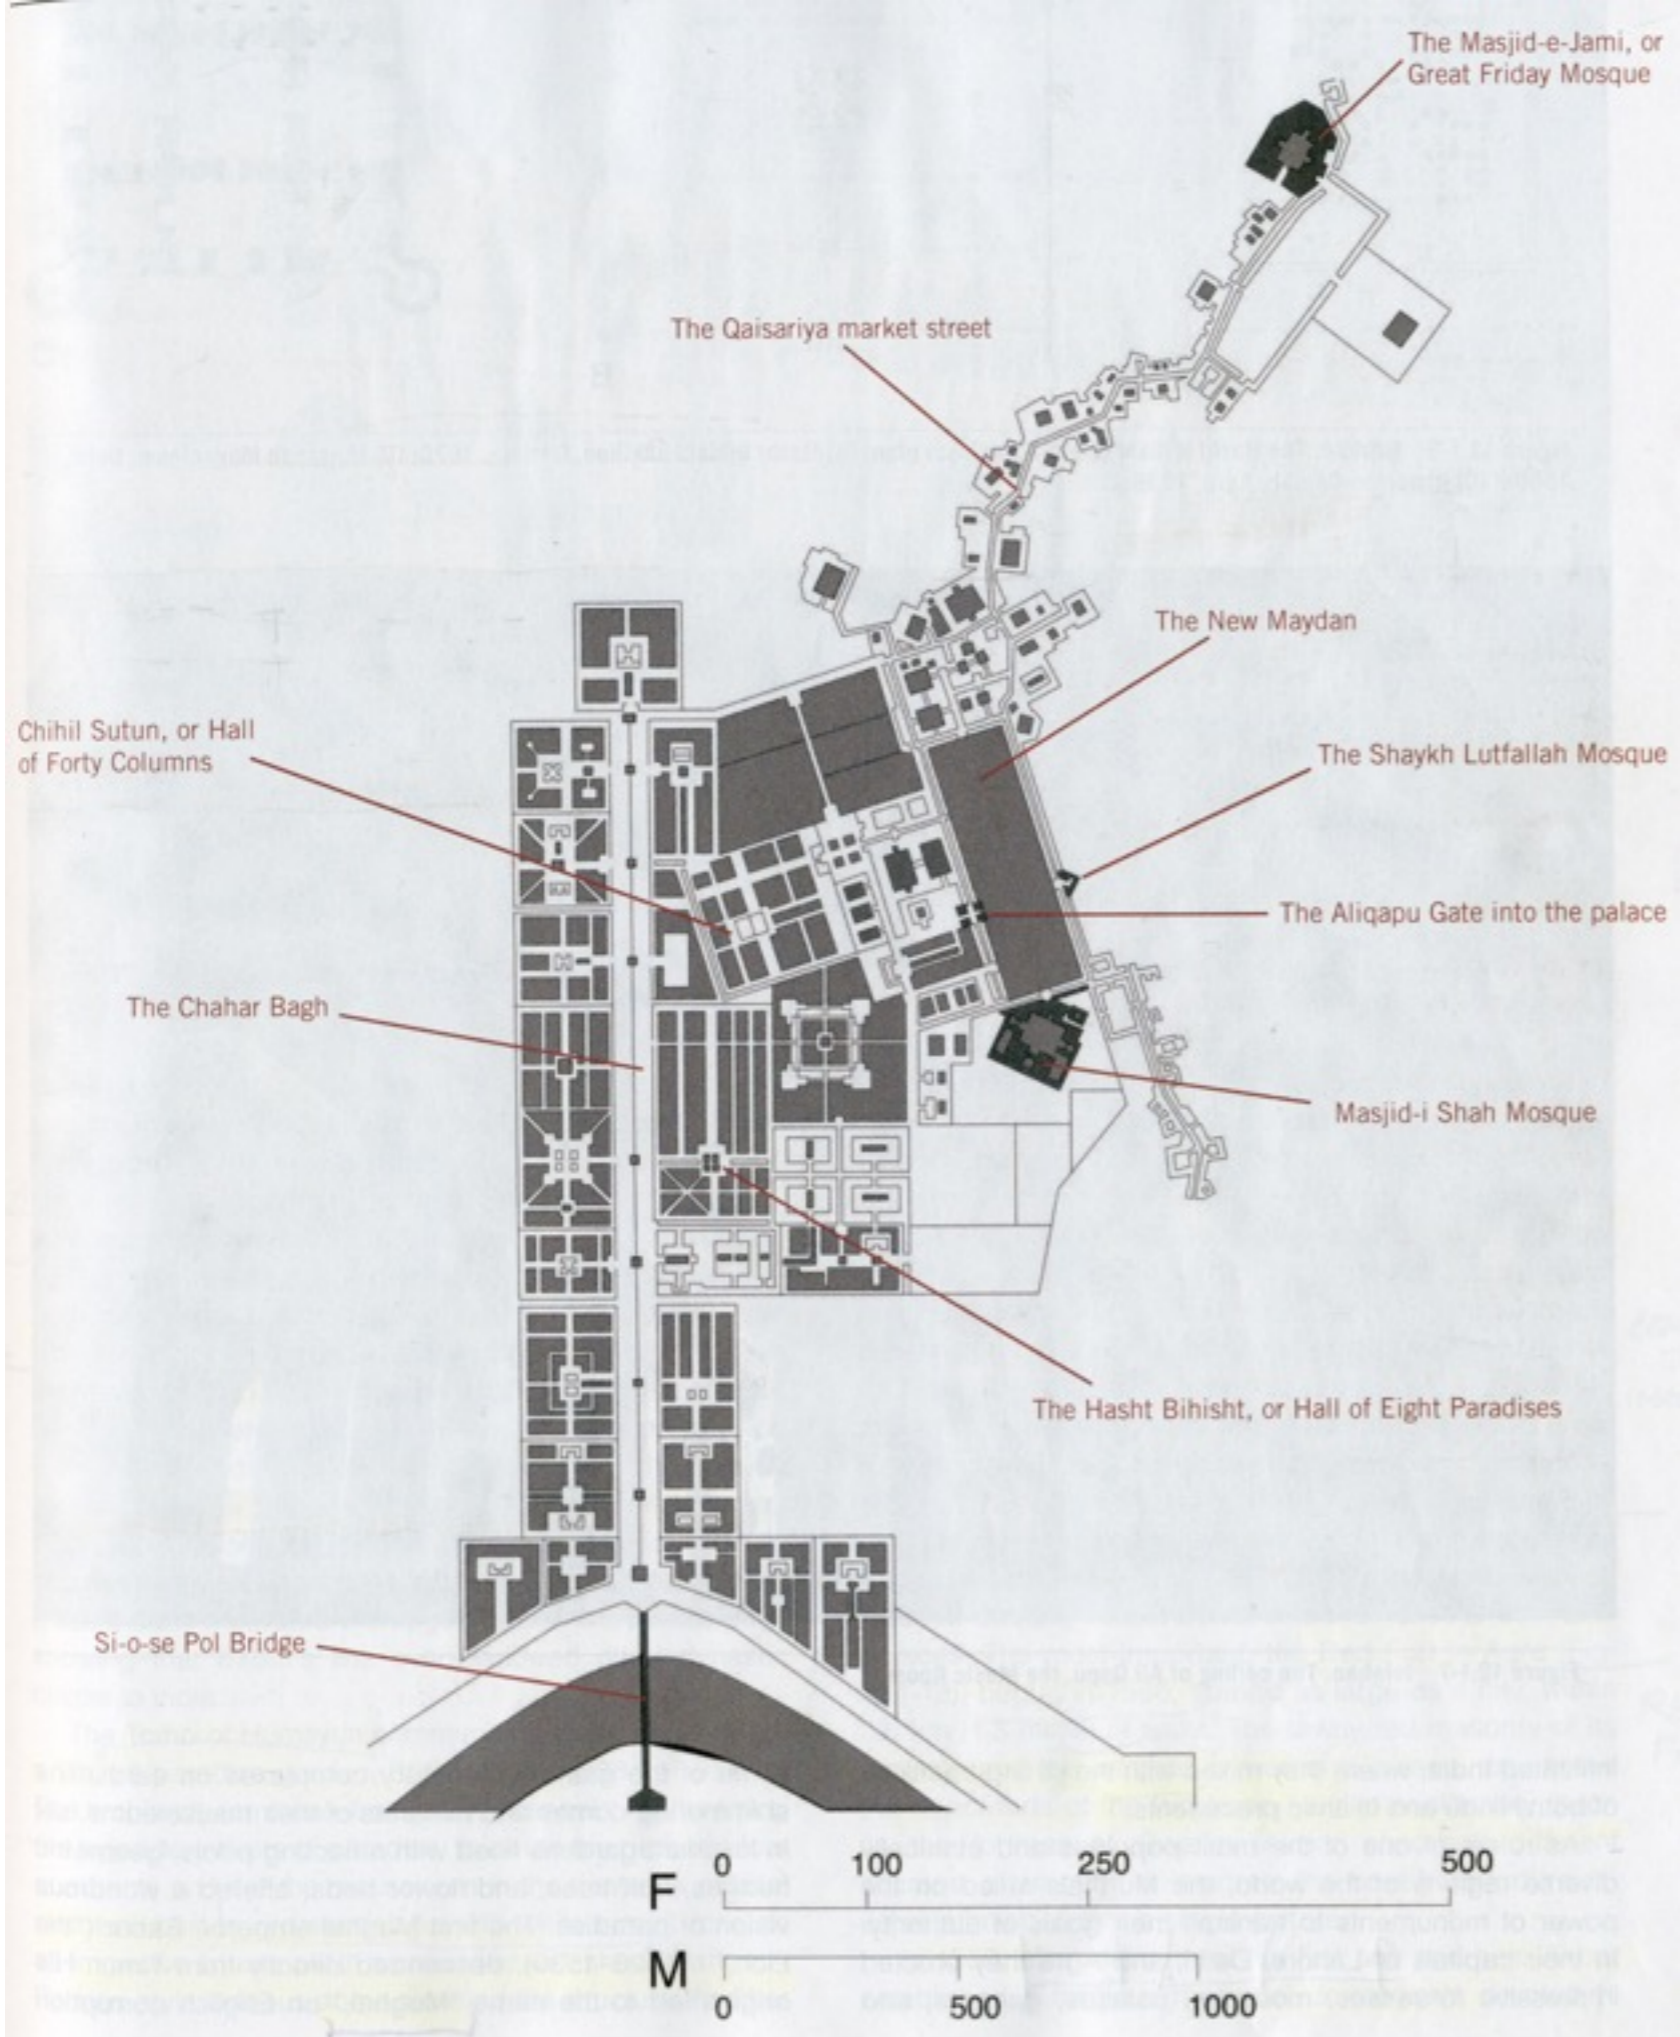 The Masjid-e-Jami, or
Great Friday Mosque
The Qaisariya market street
The New Maydan
Chihil Sutun, or Hall
of Forty Columns
The Shaykh Lutfallah Mosque
The Aliqapu Gate into the palace
The Chahar Bagh
Masjid-i Shah Mosque
The Hasht Bihisht, or Hall of Eight Paradises
Si-o-se Pol Bridge
0 100 250 500
F
M
0 500 1000